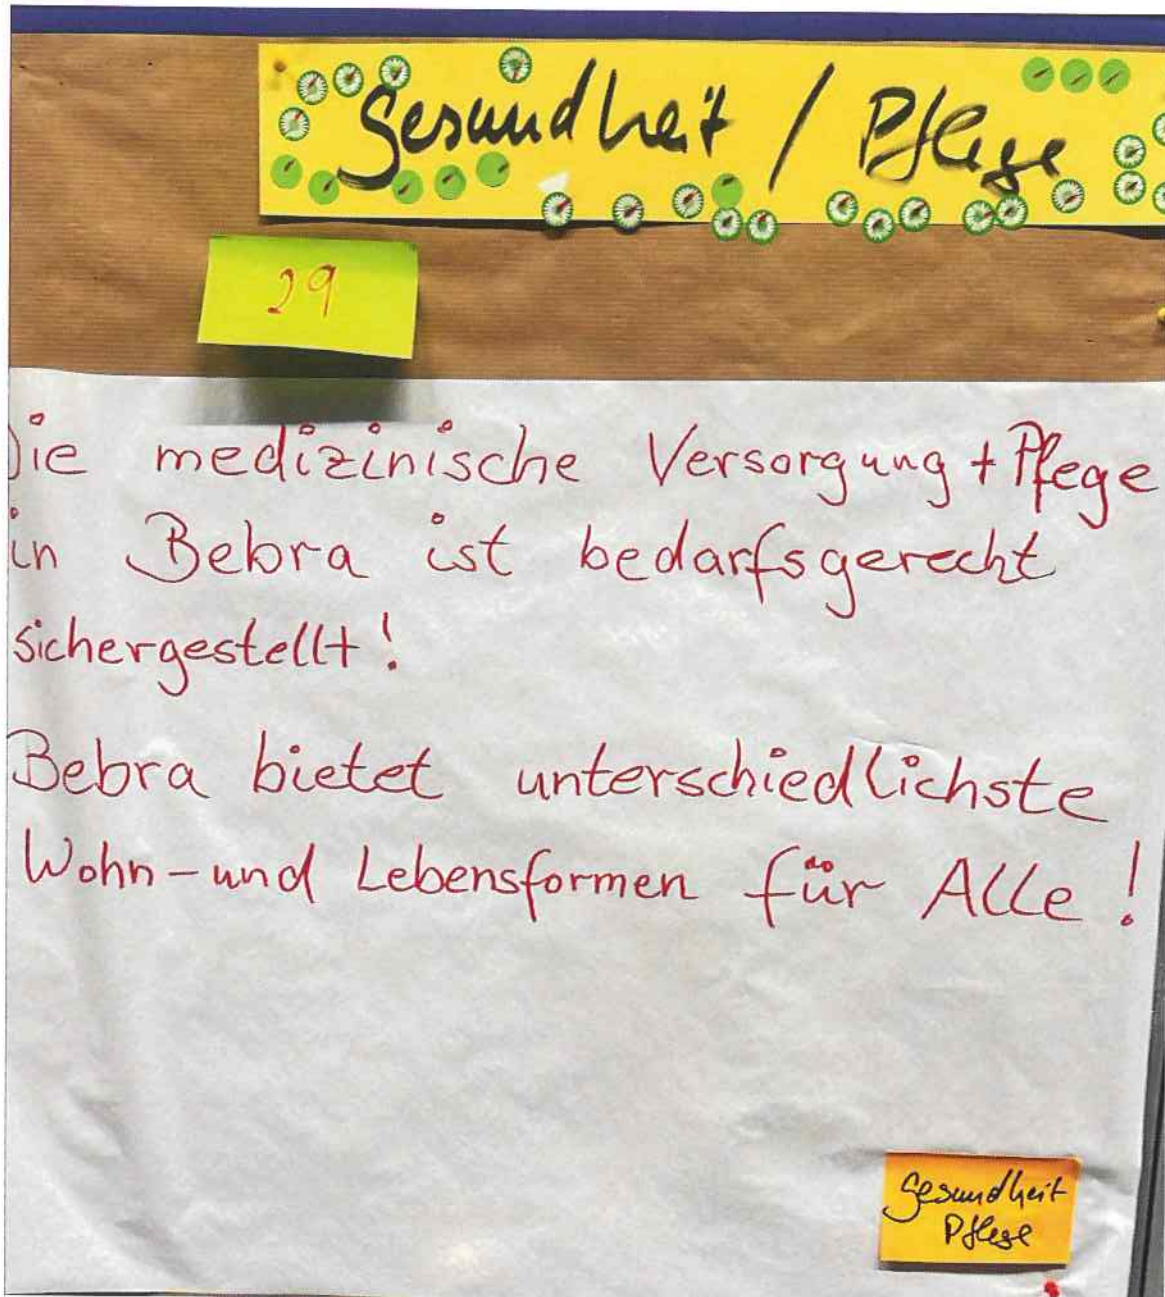 Gesundheit / Pflege
29
Die medizinische Versorgung + Pflege
in Bebra ist bedarfsgerecht
sichergestellt!
Bebra bietet unterschiedlichste
Wohn- und Lebensformen für Alle!
Gesundheit
Pflege